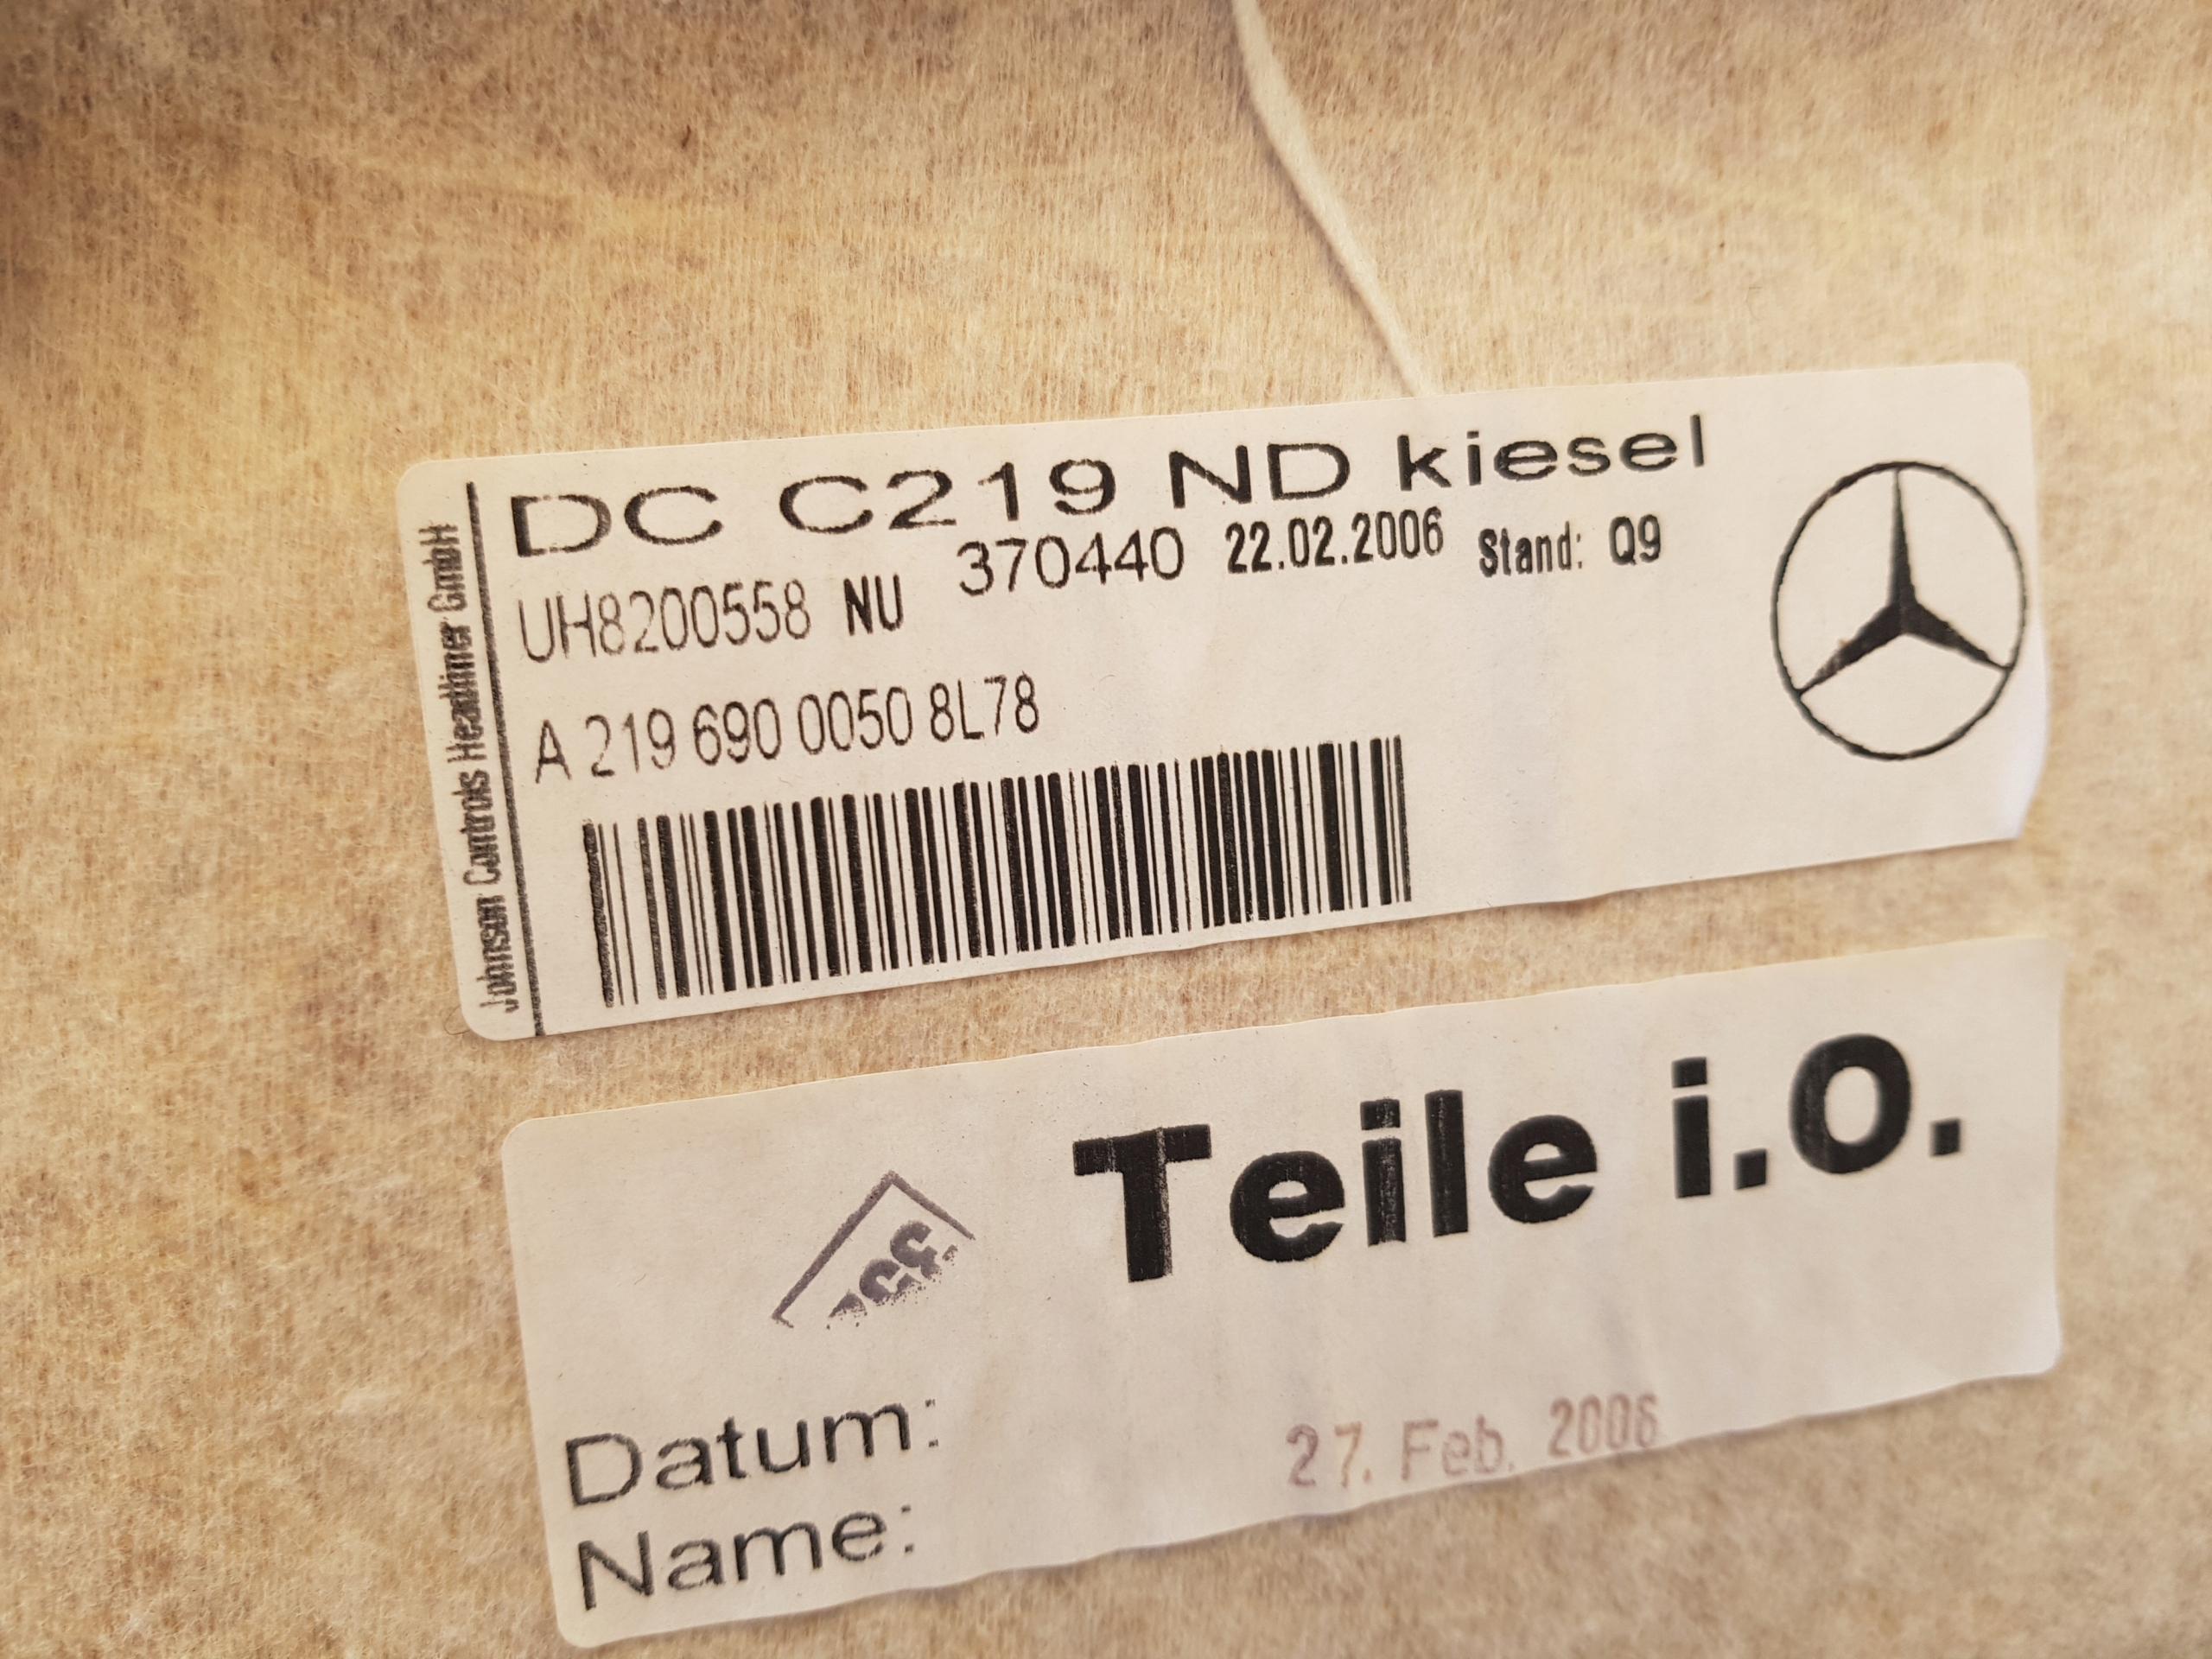 DC C219 ND kiesel
UH8200558 NU 370440 22.02.2006 Stand: Q9
A 219 690 0050 8L78
Johnson Controls Headliner GmbH
Teile i.O.
Datum: 27. Feb. 2006
Name: